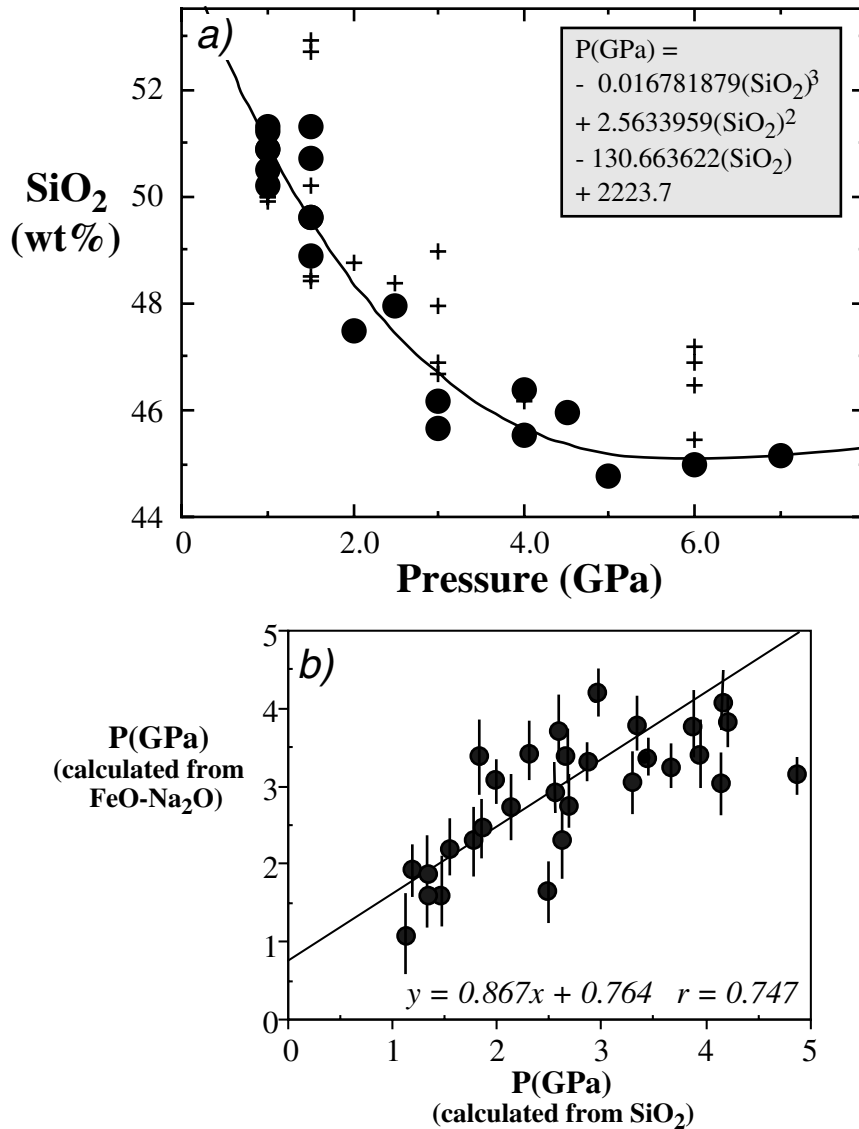 a)
P(GPa) =
- 0.016781879(SiO₂)³
+ 2.5633959(SiO₂)²
- 130.663622(SiO₂)
+ 2223.7
52
50
48
46
44
SiO₂
(wt%)
0 2.0 4.0 6.0
Pressure (GPa)
b)
5
4
3
2
1
0
P(GPa)
(calculated from
FeO-Na₂O)
y = 0.867x + 0.764 r = 0.747
0 1 2 3 4 5
P(GPa)
(calculated from SiO₂)